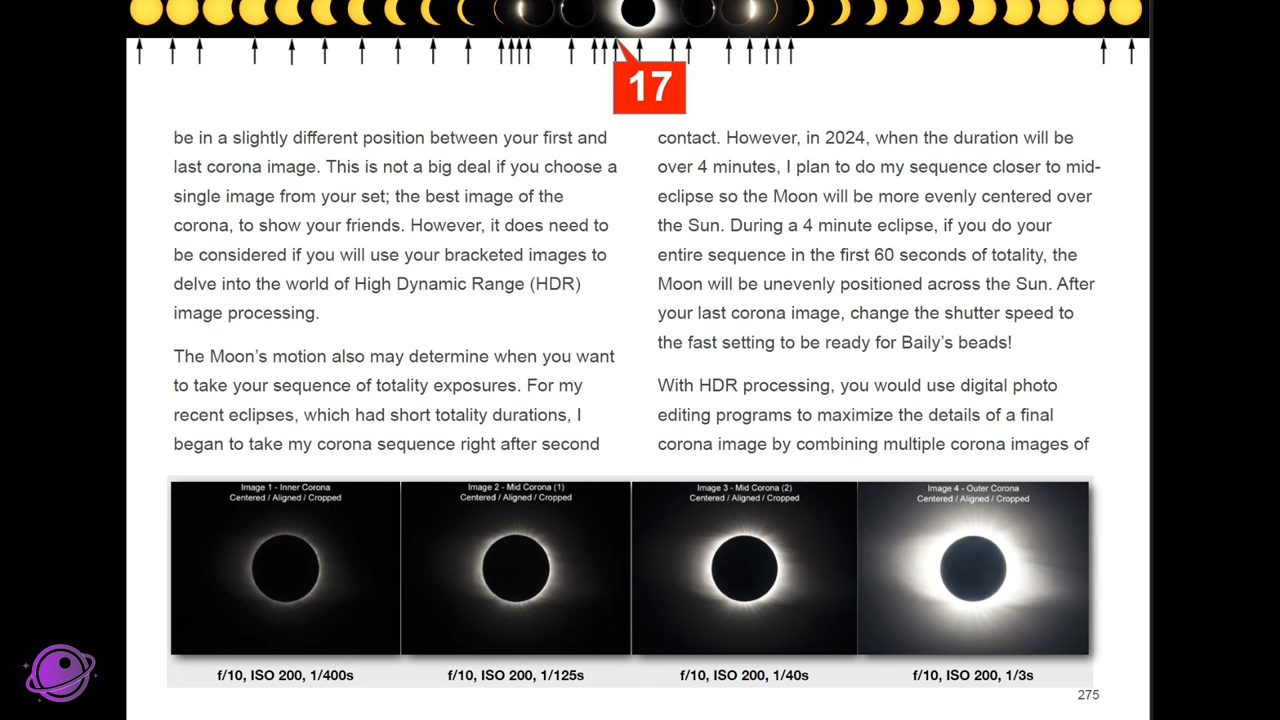 17
be in a slightly different position between your first and
last corona image. This is not a big deal if you choose a
single image from your set; the best image of the
corona, to show your friends. However, it does need to
be considered if you will use your bracketed images to
delve into the world of High Dynamic Range (HDR)
image processing.
The Moon’s motion also may determine when you want
to take your sequence of totality exposures. For my
recent eclipses, which had short totality durations, I
began to take my corona sequence right after second
contact. However, in 2024, when the duration will be
over 4 minutes, I plan to do my sequence closer to mid-
eclipse so the Moon will be more evenly centered over
the Sun. During a 4 minute eclipse, if you do your
entire sequence in the first 60 seconds of totality, the
Moon will be unevenly positioned across the Sun. After
your last corona image, change the shutter speed to
the fast setting to be ready for Baily’s beads!
With HDR processing, you would use digital photo
editing programs to maximize the details of a final
corona image by combining multiple corona images of
Image 1 - Inner Corona
Centered / Aligned / Cropped
Image 2 - Mid Corona (1)
Centered / Aligned / Cropped
Image 3 - Mid Corona (2)
Centered / Aligned / Cropped
Image 4 - Outer Corona
Centered / Aligned / Cropped
f/10, ISO 200, 1/400s
f/10, ISO 200, 1/125s
f/10, ISO 200, 1/40s
f/10, ISO 200, 1/3s
275